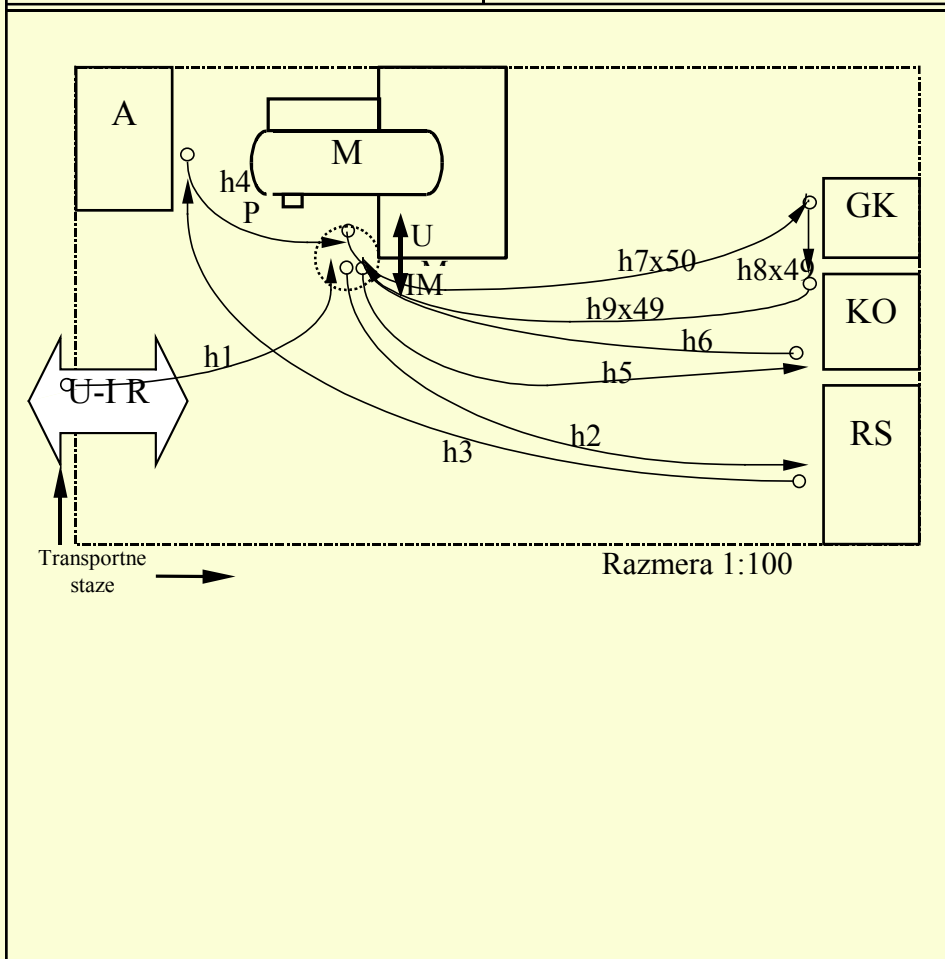 A
M
h4
P
GK
U
h7x50
h8x49
IM
h9x49
KO
h6
h1
h5
U-I R
h2
RS
h3
Transportne
staze
Razmera 1:100